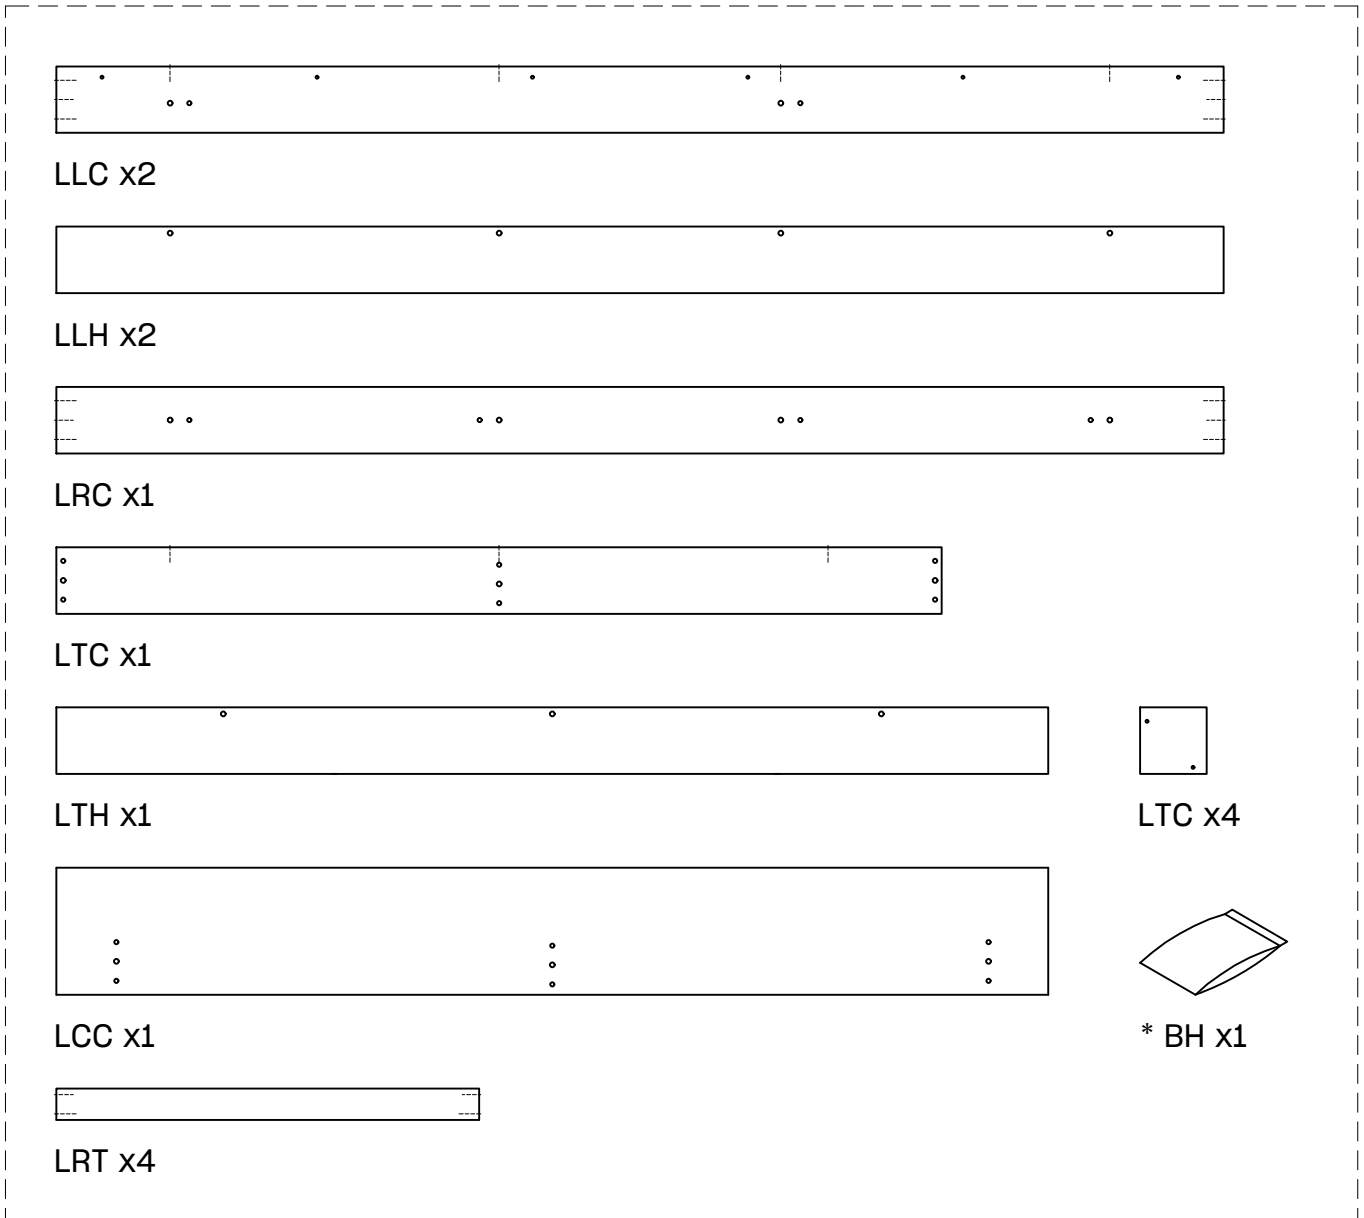 LLC x2
LLH x2
LRC x1
LTC x1
LTH x1
LTC x4
LCC x1
* BH x1
LRT x4